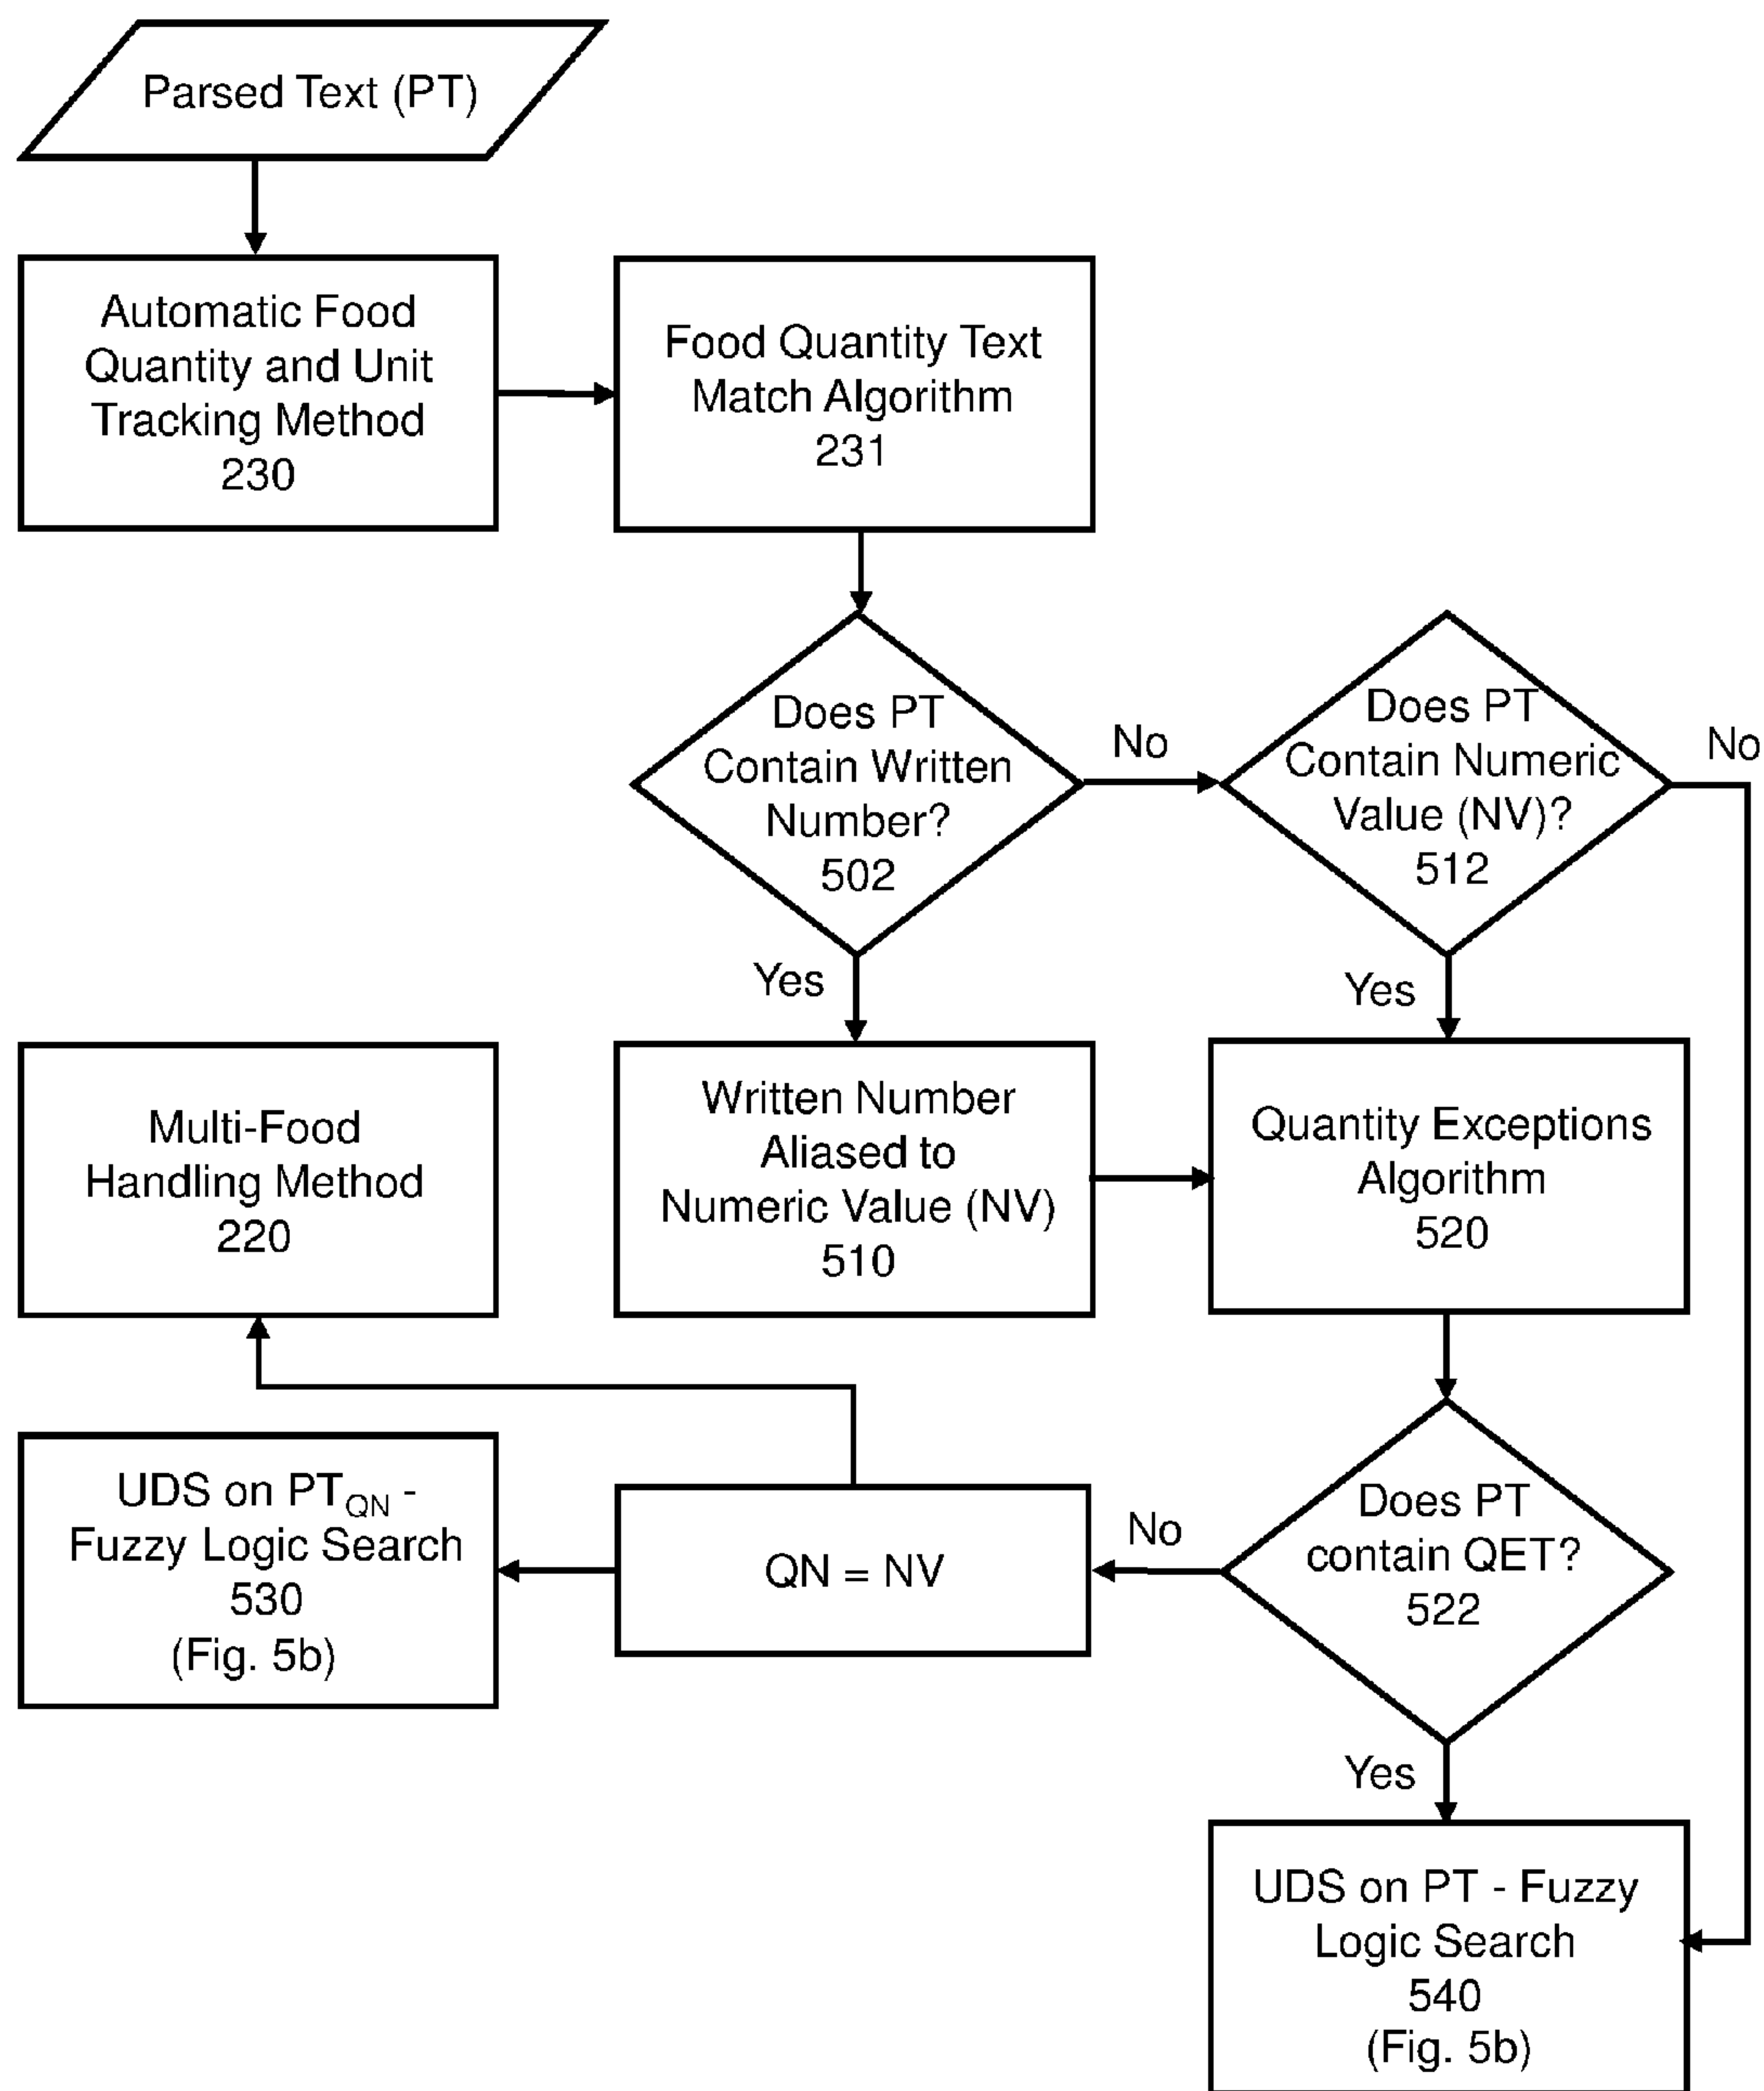 Parsed Text (PT)
Automatic Food
Quantity and Unit
Tracking Method
230
Food Quantity Text
Match Algorithm
231
Does PT
Contain Written
Number?
502
No
Does PT
Contain Numeric
Value (NV)?
512
No
Yes
Yes
Multi-Food
Handling Method
220
Written Number
Aliased to
Numeric Value (NV)
510
Quantity Exceptions
Algorithm
520
UDS on PTQN -
Fuzzy Logic Search
530
(Fig. 5b)
QN = NV
No
Does PT
contain QET?
522
Yes
UDS on PT - Fuzzy
Logic Search
540
(Fig. 5b)